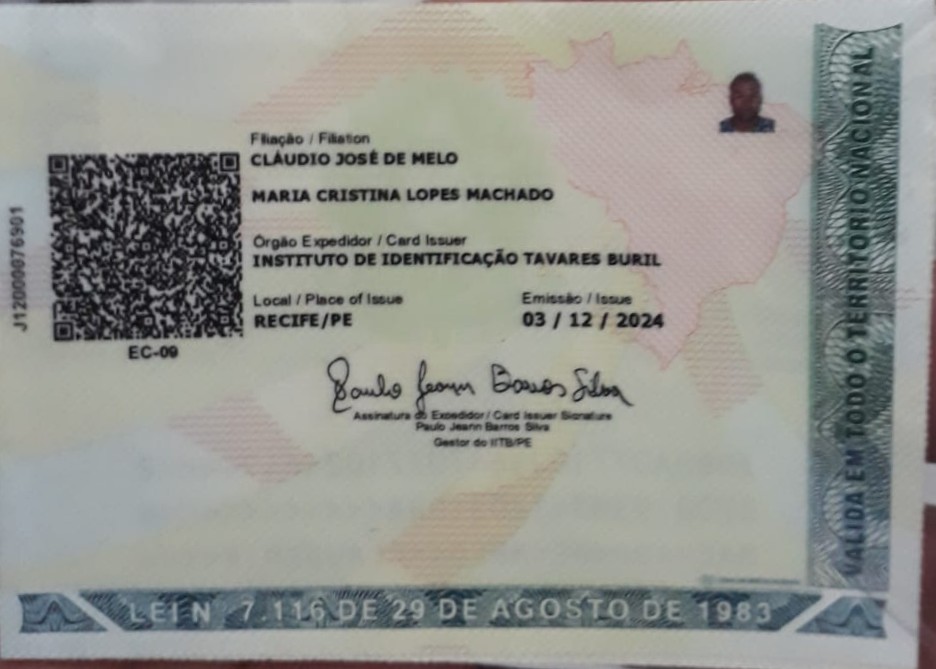 Filiação / Filiation
CLÁUDIO JOSÉ DE MELO
MARIA CRISTINA LOPES MACHADO
Órgão Expedidor / Card Issuer
INSTITUTO DE IDENTIFICAÇÃO TAVARES BURIL
Local / Place of Issue
RECIFE/PE
Emissão / Issue
03 / 12 / 2024
J12000076901
EC-09
Paulo Jeann Barros Silva
Assinatura do Expedidor / Card Issuer Signature
Paulo Jeann Barros Silva
Gestor do IITB/PE
VALIDA EM TODO O TERRITÓRIO NACIONAL
LEI N 7.116 DE 29 DE AGOSTO DE 1983